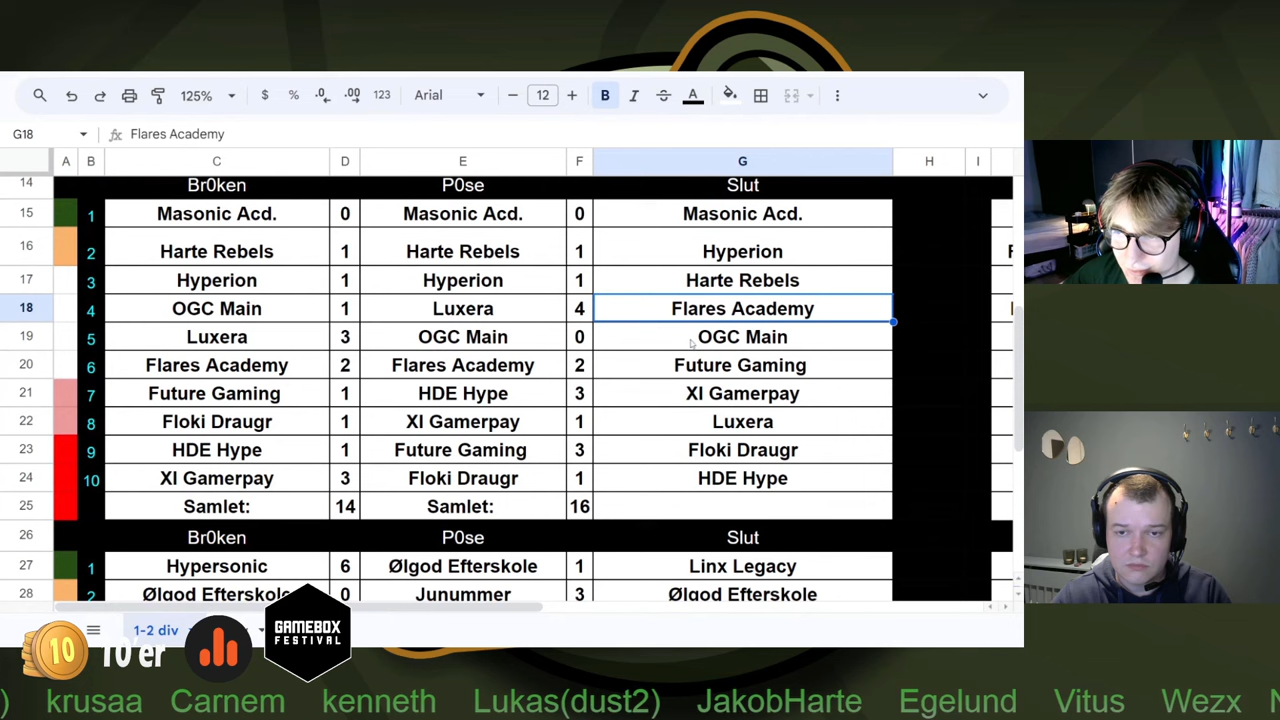 125% $ % .0 .00 123 Arial 12 B I A
G18 fx Flares Academy
A B C D E F G H I
14 Br0ken P0se Slut
15 1 Masonic Acd. 0 Masonic Acd. 0 Masonic Acd.
16 2 Harte Rebels 1 Harte Rebels 1 Hyperion
17 3 Hyperion 1 Hyperion 1 Harte Rebels
18 4 OGC Main 1 Luxera 4 Flares Academy
19 5 Luxera 3 OGC Main 0 OGC Main
20 6 Flares Academy 2 Flares Academy 2 Future Gaming
21 7 Future Gaming 1 HDE Hype 3 XI Gamerpay
22 8 Floki Draugr 1 XI Gamerpay 1 Luxera
23 9 HDE Hype 1 Future Gaming 3 Floki Draugr
24 10 XI Gamerpay 3 Floki Draugr 1 HDE Hype
25 Samlet: 14 Samlet: 16
26 Br0ken P0se Slut
27 1 Hypersonic 6 Ølgod Efterskole 1 Linx Legacy
28 2 Ølgod Efterskole 0 Junummer 3 Ølgod Efterskole
1-2 div
10 10'er GAMEBOX
FESTIVAL
) krusaa Carnem kenneth Lukas(dust2) JakobHarte Egelund Vitus Wezx